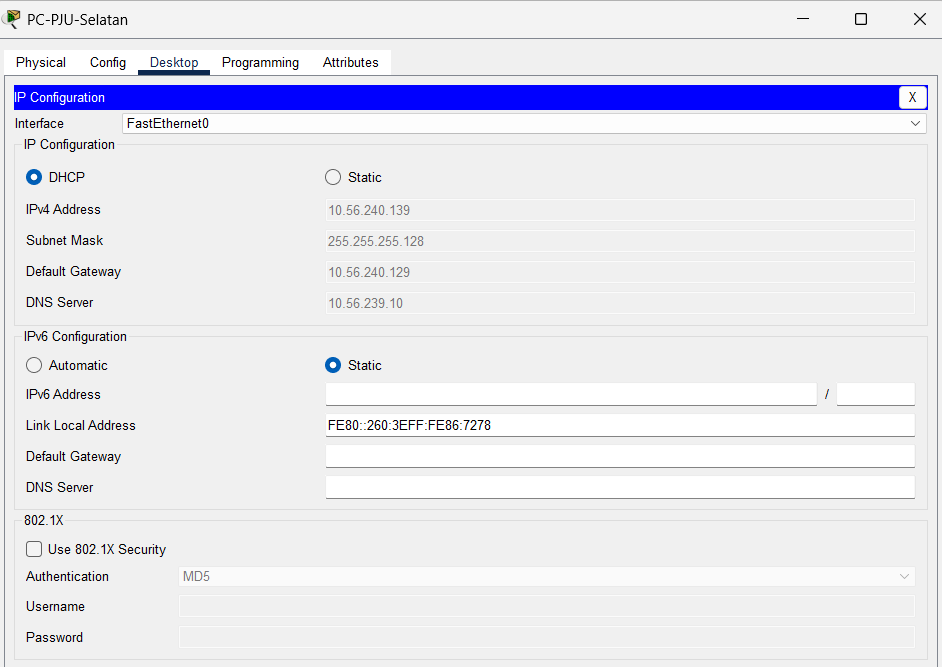 PC-PJU-Selatan
Physical Config Desktop Programming Attributes
IP Configuration X
Interface FastEthernet0
IP Configuration
DHCP Static
IPv4 Address 10.56.240.139
Subnet Mask 255.255.255.128
Default Gateway 10.56.240.129
DNS Server 10.56.239.10
IPv6 Configuration
Automatic Static
IPv6 Address /
Link Local Address FE80::260:3EFF:FE86:7278
Default Gateway
DNS Server
802.1X
Use 802.1X Security
Authentication MD5
Username
Password